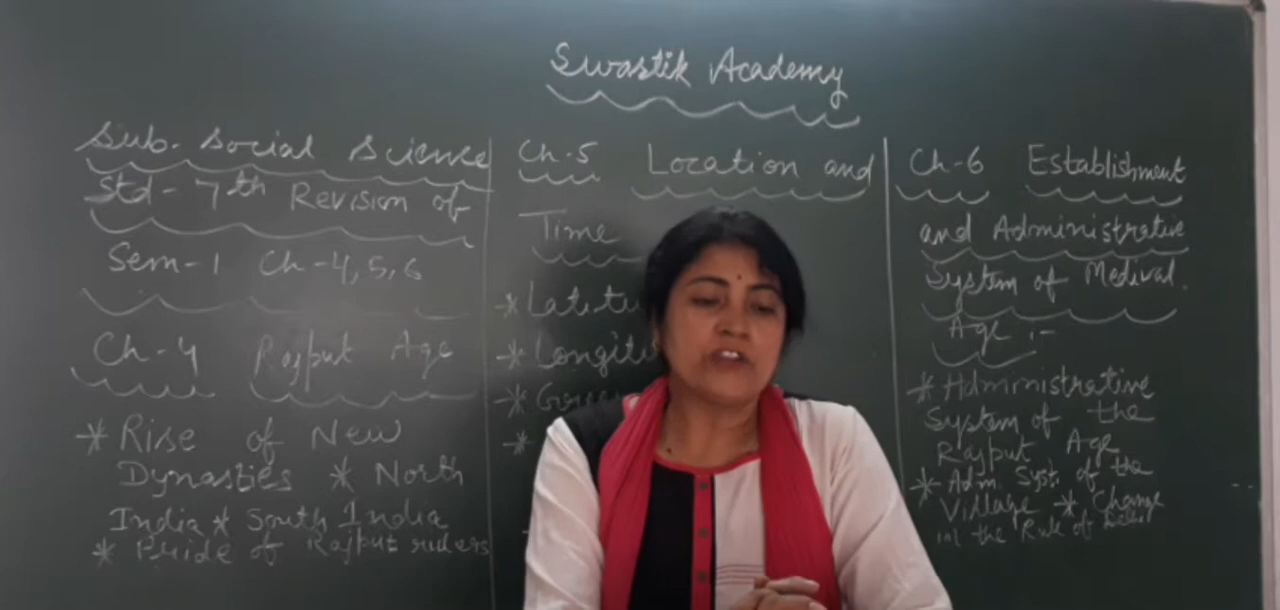 Swastik Academy
Sub- Social Science
Std- 7th Revision of
Sem-1 Ch-4,5,6
Ch-4 Rajput Age
* Rise of New
Dynasties * North
India * South India
* Pride of Rajput rulers
Ch-5 Location and
Time
* Latitu
* Longitu
* Gree
*
Ch-6 Establishment
and Administrative
System of Medival
Age :-
* Administrative
System of the
Rajput Age
* Adm Syst. of the
Village * Change
in the Rule of Delhi